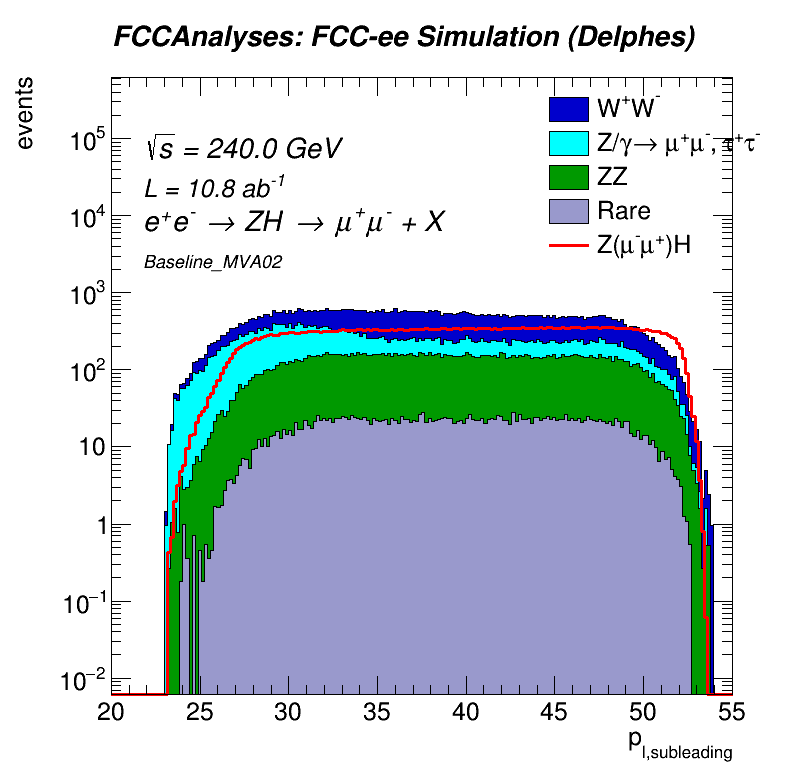 FCCAnalyses: FCC-ee Simulation (Delphes)
events
√s = 240.0 GeV
L = 10.8 ab⁻¹
e⁺e⁻ → ZH → μ⁺μ⁻ + X
Baseline_MVA02
W⁺W⁻
Z/γ→ μ⁺μ⁻, τ⁺τ⁻
ZZ
Rare
Z(μ⁻μ⁺)H
10⁵
10⁴
10³
10²
10
1
10⁻¹
10⁻²
20 25 30 35 40 45 50 55
p_l,subleading